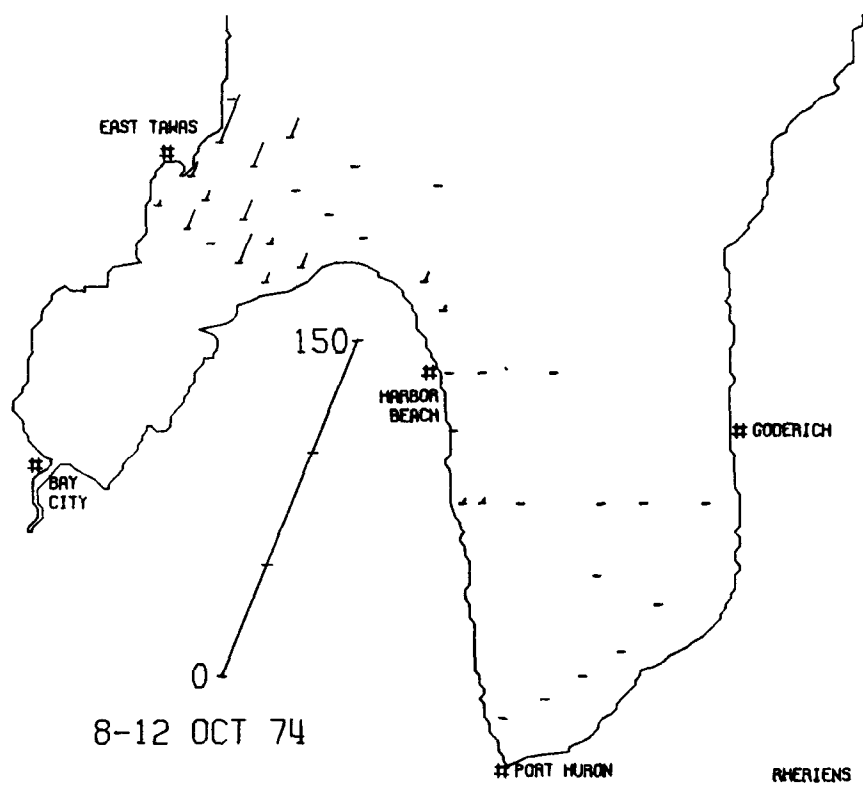 EAST TAWAS
#
150
#
HARBOR
BEACH
# GODERICH
#
BAY
CITY
0
8-12 OCT 74
# PORT HURON
RHERIENS